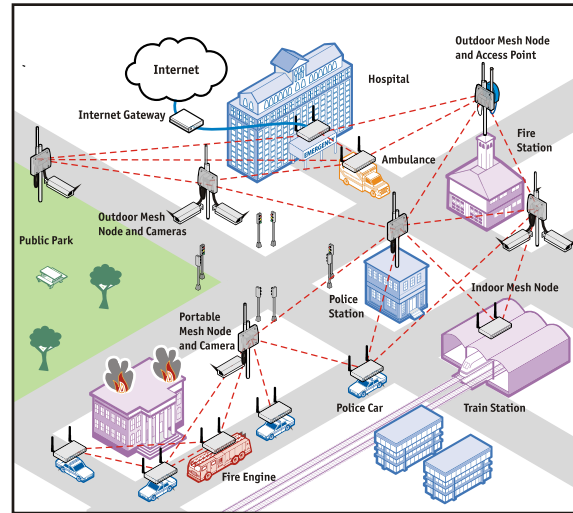 Outdoor Mesh Node
and Access Point
Internet
Hospital
Internet Gateway
EMERGENCY
Fire
Station
Ambulance
Outdoor Mesh
Node and Cameras
Public Park
Indoor Mesh Node
Police
Station
Portable
Mesh Node
and Camera
Police Car
Train Station
Fire Engine